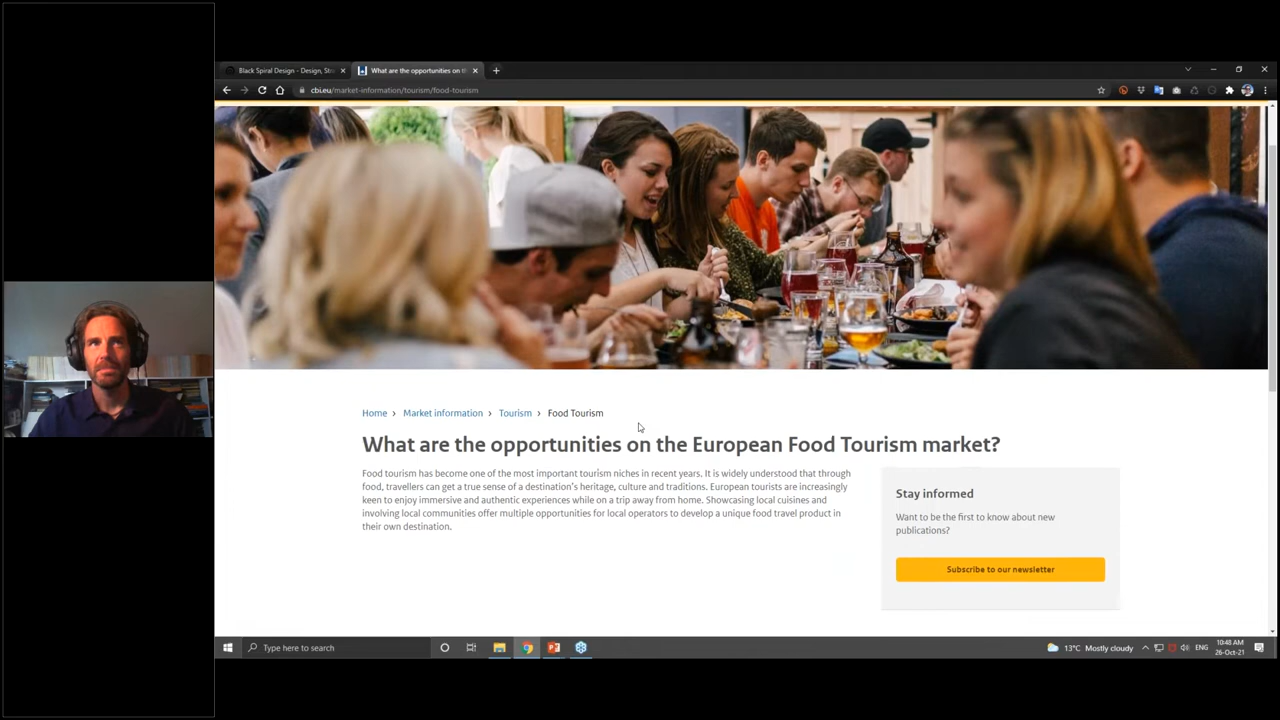 Black Spiral Design - Design, Str
What are the opportunities on th
cbi.eu/market-information/tourism/food-tourism
Home › Market information › Tourism › Food Tourism
What are the opportunities on the European Food Tourism market?
Food tourism has become one of the most important tourism niches in recent years. It is widely understood that through
food, travellers can get a true sense of a destination's heritage, culture and traditions. European tourists are increasingly
keen to enjoy immersive and authentic experiences while on a trip away from home. Showcasing local cuisines and
involving local communities offer multiple opportunities for local operators to develop a unique food travel product in
their own destination.
Stay informed
Want to be the first to know about new
publications?
Subscribe to our newsletter
Type here to search
13°C Mostly cloudy
ENG
10:48 AM
26-Oct-21